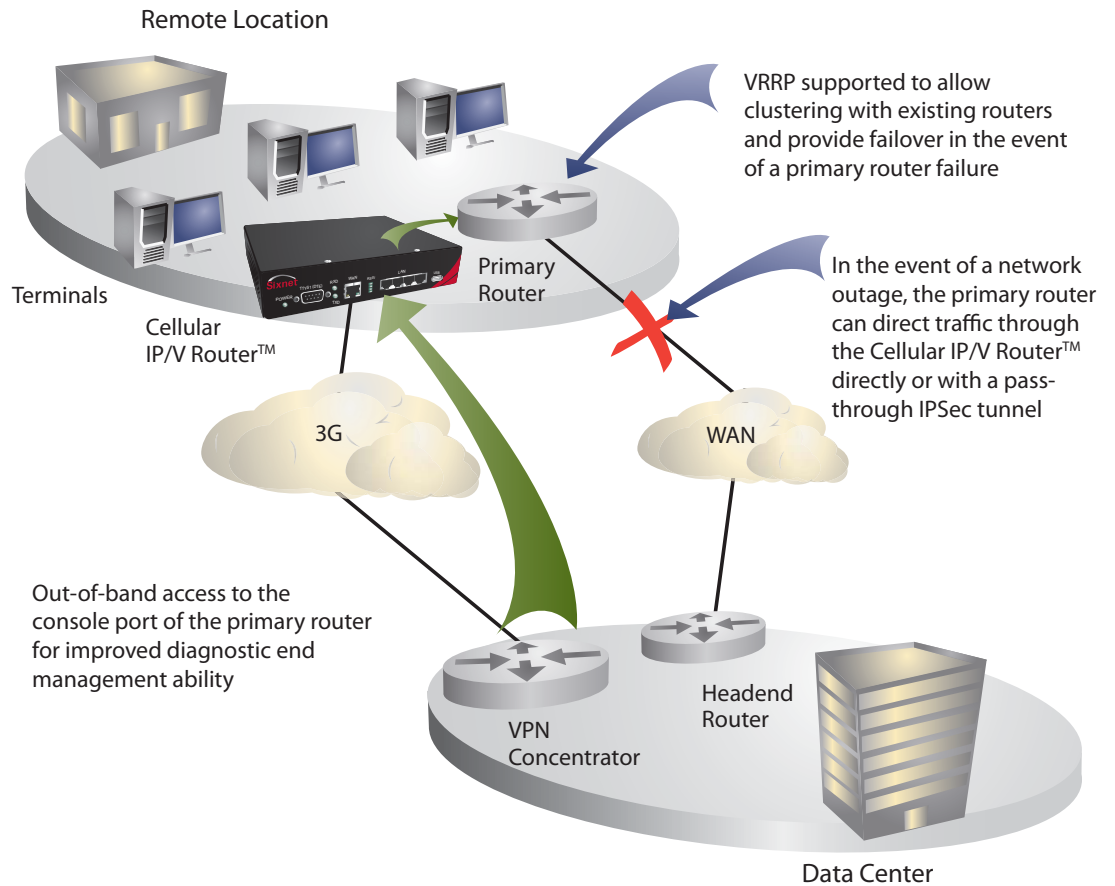 Remote Location
VRRP supported to allow
clustering with existing routers
and provide failover in the event
of a primary router failure
Primary
Router
In the event of a network
outage, the primary router
can direct traffic through
the Cellular IP/V Router™
directly or with a pass-
through IPSec tunnel
Terminals
Sixnet
POWER
LAN
Cellular
IP/V Router™
3G
WAN
Out-of-band access to the
console port of the primary router
for improved diagnostic end
management ability
VPN
Concentrator
Headend
Router
Data Center